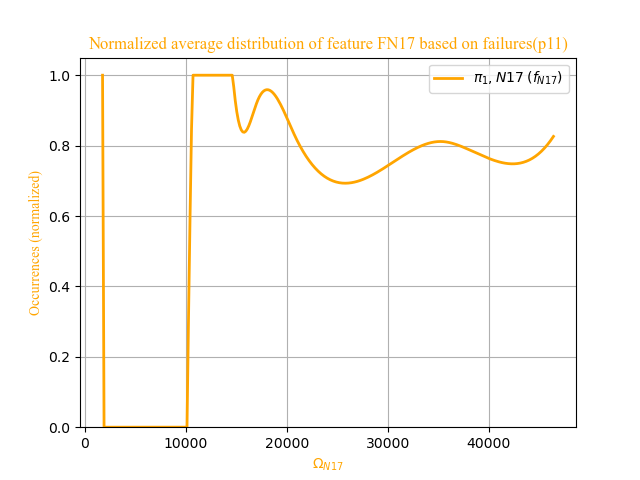 Normalized average distribution of feature FN17 based on failures(p11)
π1, N17 (fN17)
Occurrences (normalized)
1.0
0.8
0.6
0.4
0.2
0.0
0 10000 20000 30000 40000
ΩN17